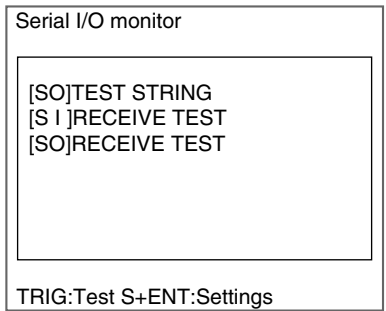 Serial I/O monitor
[SO]TEST STRING
[S I ]RECEIVE TEST
[SO]RECEIVE TEST
TRIG:Test S+ENT:Settings